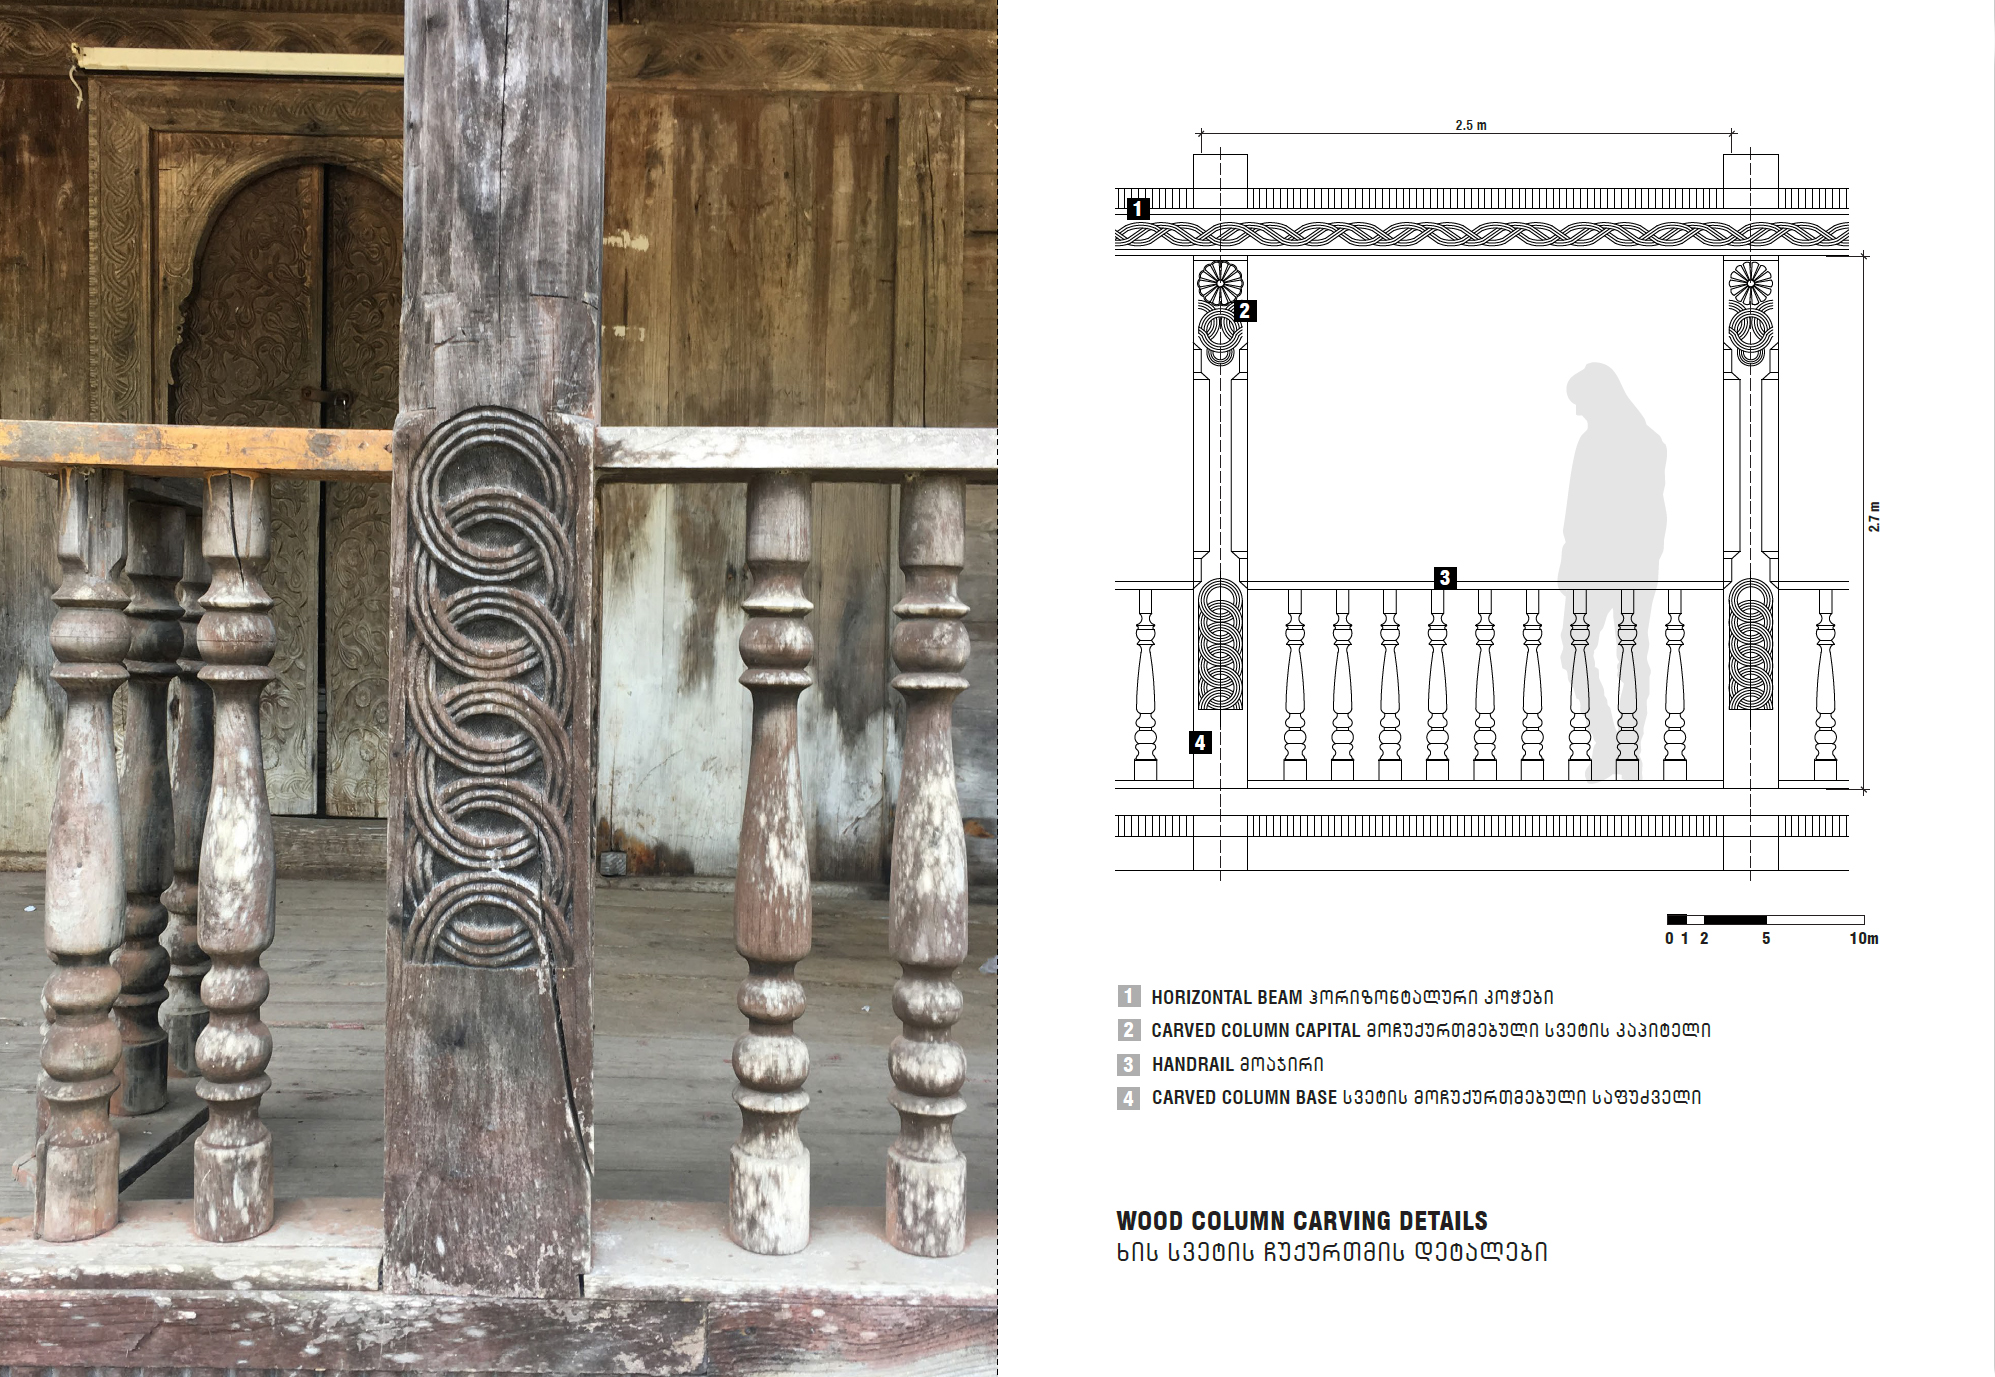 2.5 m
1
2
2.7 m
3
4
0 1 2 5 10m
1 HORIZONTAL BEAM ჰორიზონტალური კოჭები
2 CARVED COLUMN CAPITAL მოჩუქურთმებული სვეტის კაპიტელი
3 HANDRAIL მოაჯირი
4 CARVED COLUMN BASE სვეტის მოჩუქურთმებული საფუძველი
WOOD COLUMN CARVING DETAILS
ხის სვეტის ჩუქურთმის დეტალები